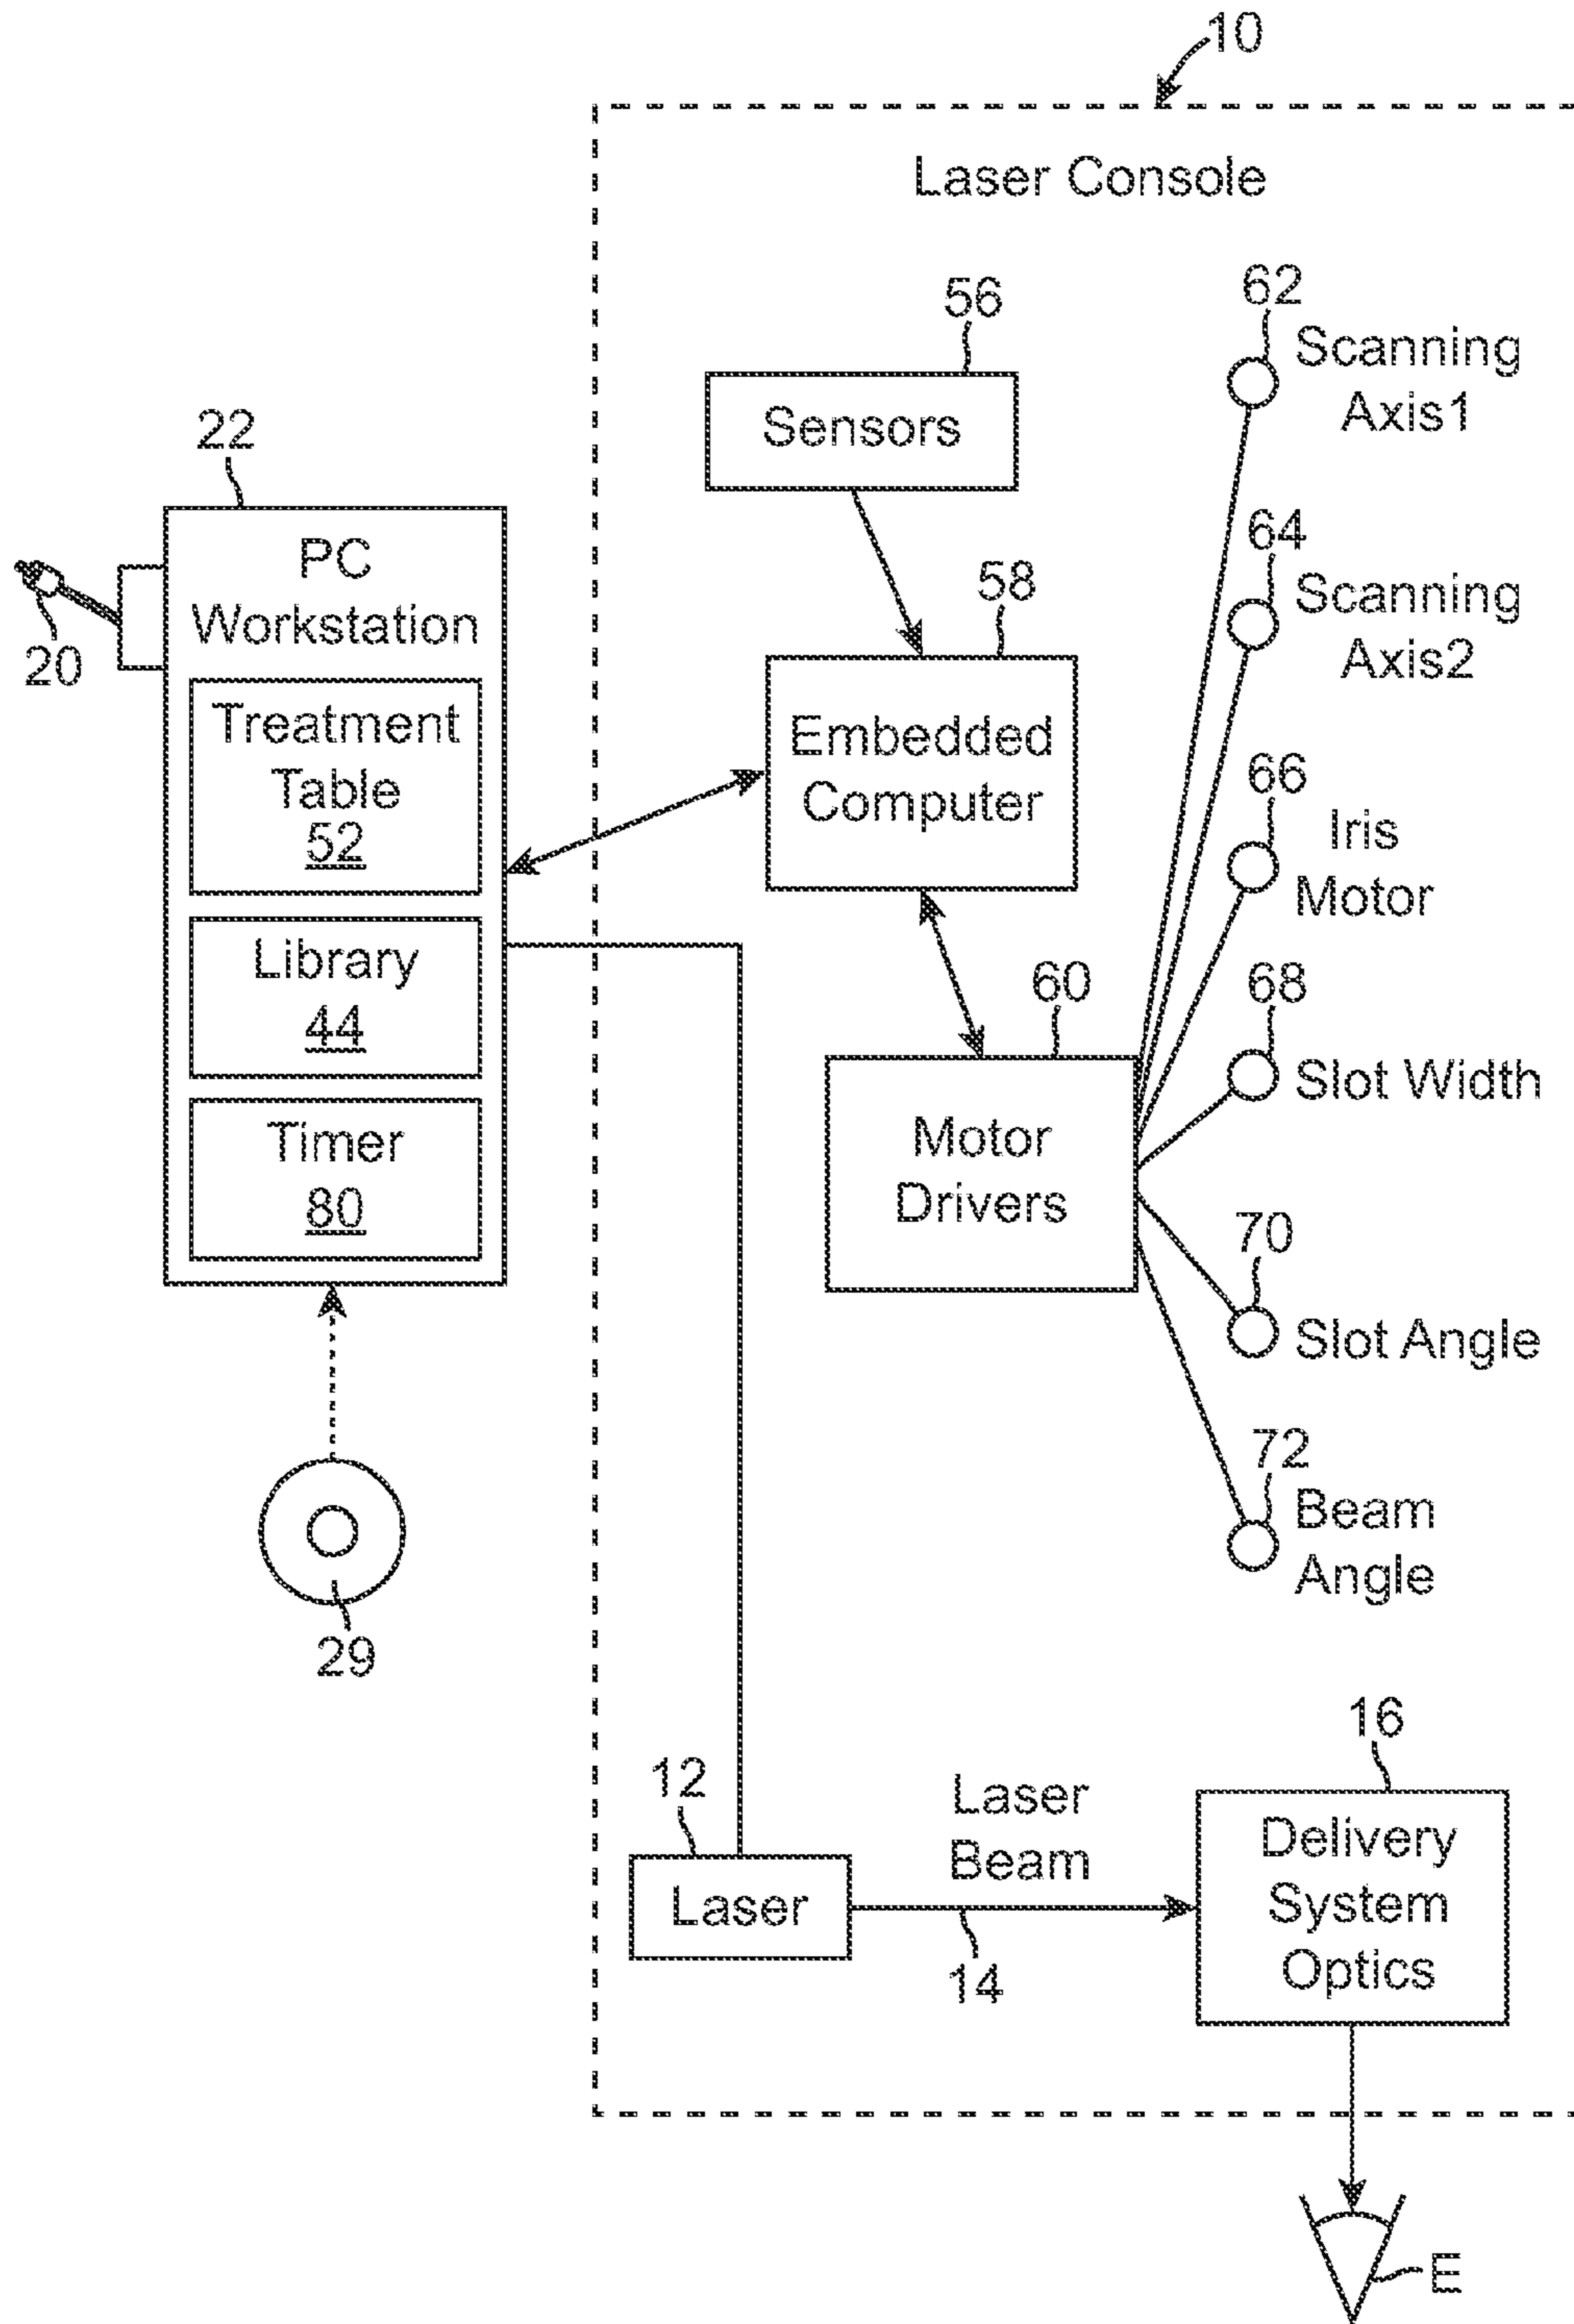 10
Laser Console
56
Sensors
62
Scanning
Axis1
22
PC
Workstation
20
Treatment
Table
52
Library
44
Timer
80
29
58
Embedded
Computer
64
Scanning
Axis2
66
Iris
Motor
60
Motor
Drivers
68
Slot Width
70
Slot Angle
72
Beam
Angle
12
Laser
Laser
Beam
14
16
Delivery
System
Optics
E